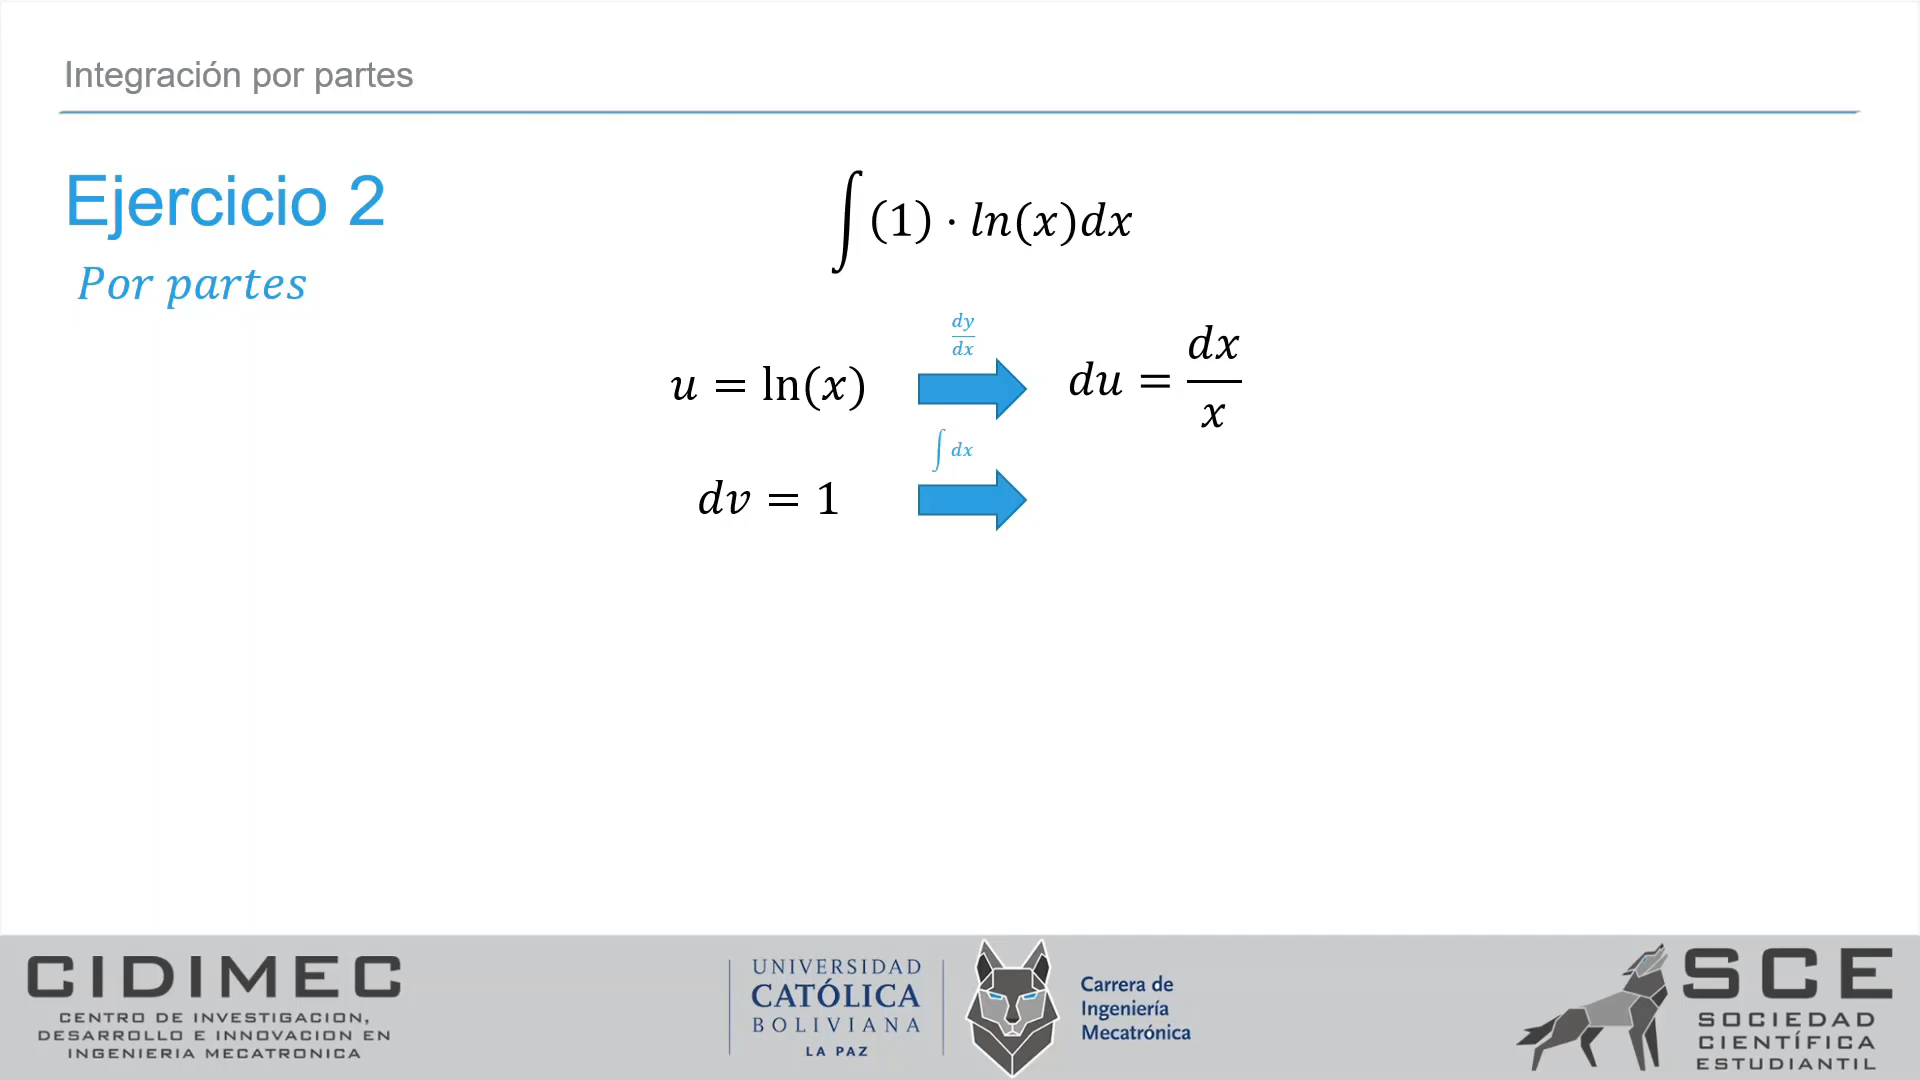 Integración por partes
Ejercicio 2
Por partes
∫(1)·ln(x)dx
u = ln(x)
dy/dx
du = dx/x
dv = 1
∫dx
CIDIMEC
CENTRO DE INVESTIGACION,
DESARROLLO E INNOVACION EN
INGENIERIA MECATRONICA
UNIVERSIDAD
CATÓLICA
BOLIVIANA
LA PAZ
Carrera de
Ingeniería
Mecatrónica
SCE
SOCIEDAD
CIENTÍFICA
ESTUDIANTIL